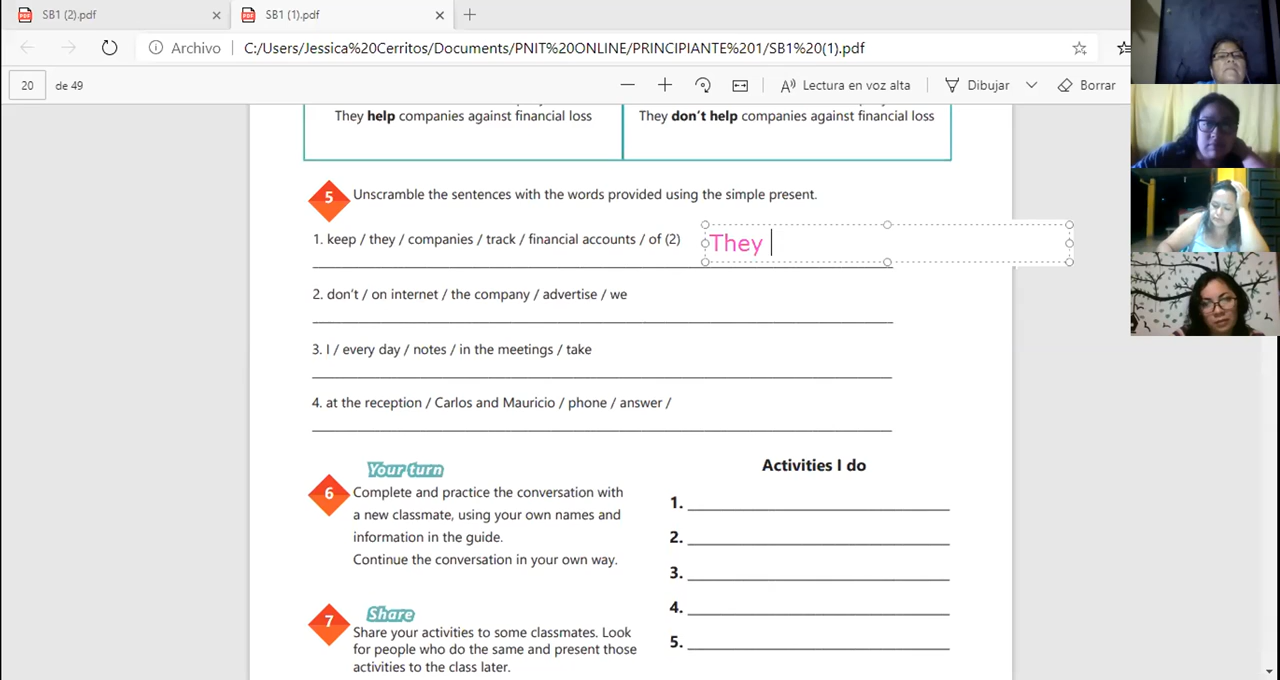 SB1 (2).pdf
SB1 (1).pdf
Archivo
C:/Users/Jessica%20Cerritos/Documents/PNIT%20ONLINE/PRINCIPIANTE%201/SB1%20(1).pdf
20 de 49
Lectura en voz alta
Dibujar
Borrar
They help companies against financial loss
They don't help companies against financial loss
5 Unscramble the sentences with the words provided using the simple present.
1. keep / they / companies / track / financial accounts / of (2)
They
2. don't / on internet / the company / advertise / we
3. I / every day / notes / in the meetings / take
4. at the reception / Carlos and Mauricio / phone / answer /
Your turn
6 Complete and practice the conversation with
a new classmate, using your own names and
information in the guide.
Continue the conversation in your own way.
7 Share
Share your activities to some classmates. Look
for people who do the same and present those
activities to the class later.
Activities I do
1.
2.
3.
4.
5.